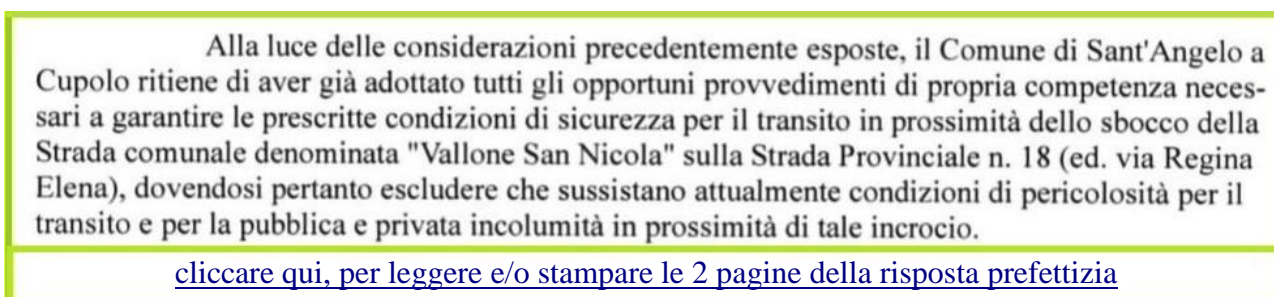 Alla luce delle considerazioni precedentemente esposte, il Comune di Sant'Angelo a
Cupolo ritiene di aver già adottato tutti gli opportuni provvedimenti di propria competenza neces-
sari a garantire le prescritte condizioni di sicurezza per il transito in prossimità dello sbocco della
Strada comunale denominata "Vallone San Nicola" sulla Strada Provinciale n. 18 (ed. via Regina
Elena), dovendosi pertanto escludere che sussistano attualmente condizioni di pericolosità per il
transito e per la pubblica e privata incolumità in prossimità di tale incrocio.
cliccare qui, per leggere e/o stampare le 2 pagine della risposta prefettizia